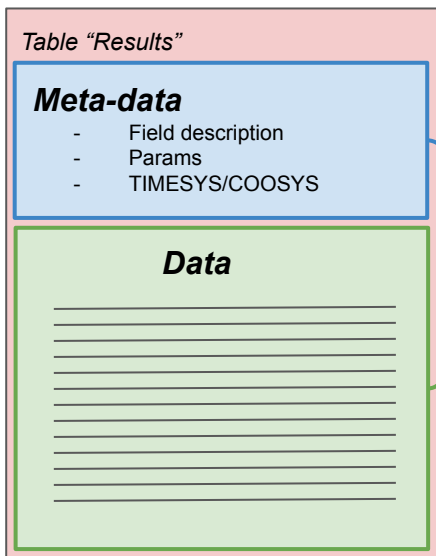 Table “Results”
Meta-data
- Field description
- Params
- TIMESYS/COOSYS
Data